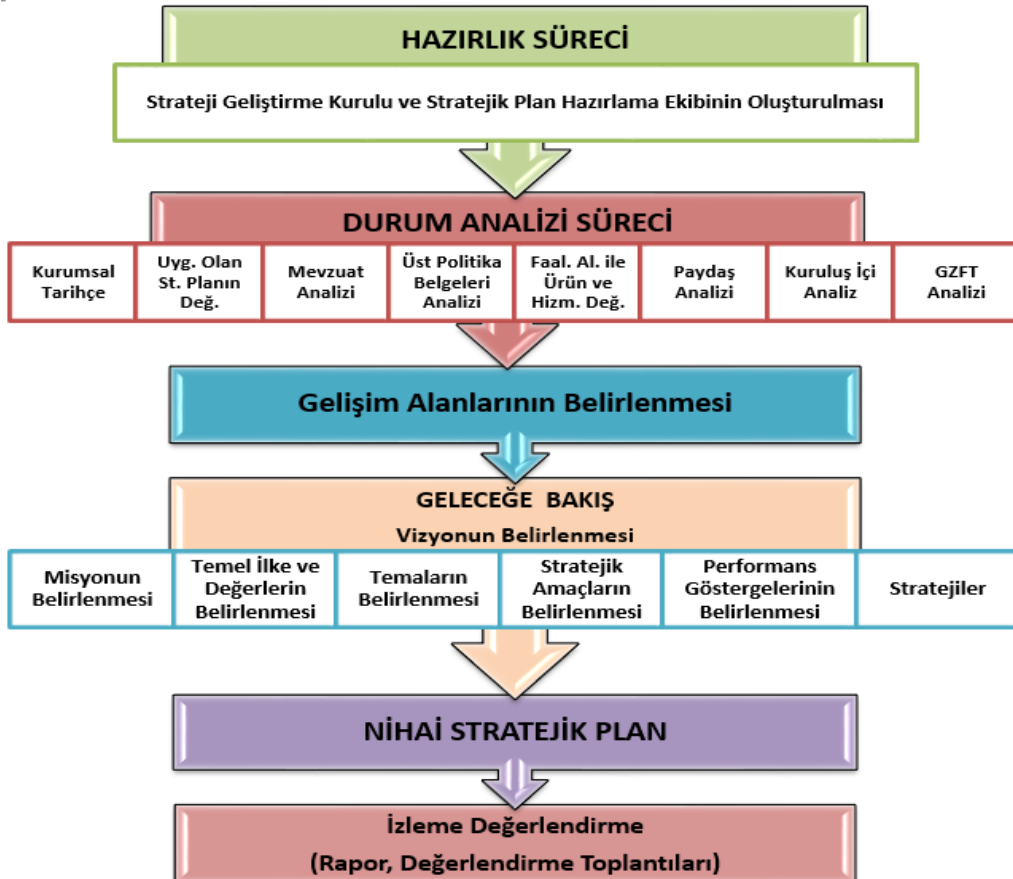 HAZIRLIK SÜRECİ
Strateji Geliştirme Kurulu ve Stratejik Plan Hazırlama Ekibinin Oluşturulması
DURUM ANALİZİ SÜRECİ
Kurumsal
Tarihçe
Uyg. Olan
St. Planın
Değ.
Mevzuat
Analizi
Üst Politika
Belgeleri
Analizi
Faal. Al. ile
Ürün ve
Hizm. Değ.
Paydaş
Analizi
Kuruluş İçi
Analiz
GZFT
Analizi
Gelişim Alanlarının Belirlenmesi
GELECEĞE BAKIŞ
Vizyonun Belirlenmesi
Misyonun
Belirlenmesi
Temel İlke ve
Değerlerin
Belirlenmesi
Temaların
Belirlenmesi
Stratejik
Amaçların
Belirlenmesi
Performans
Göstergelerinin
Belirlenmesi
Stratejiler
NİHAİ STRATEJİK PLAN
İzleme Değerlendirme
(Rapor, Değerlendirme Toplantıları)